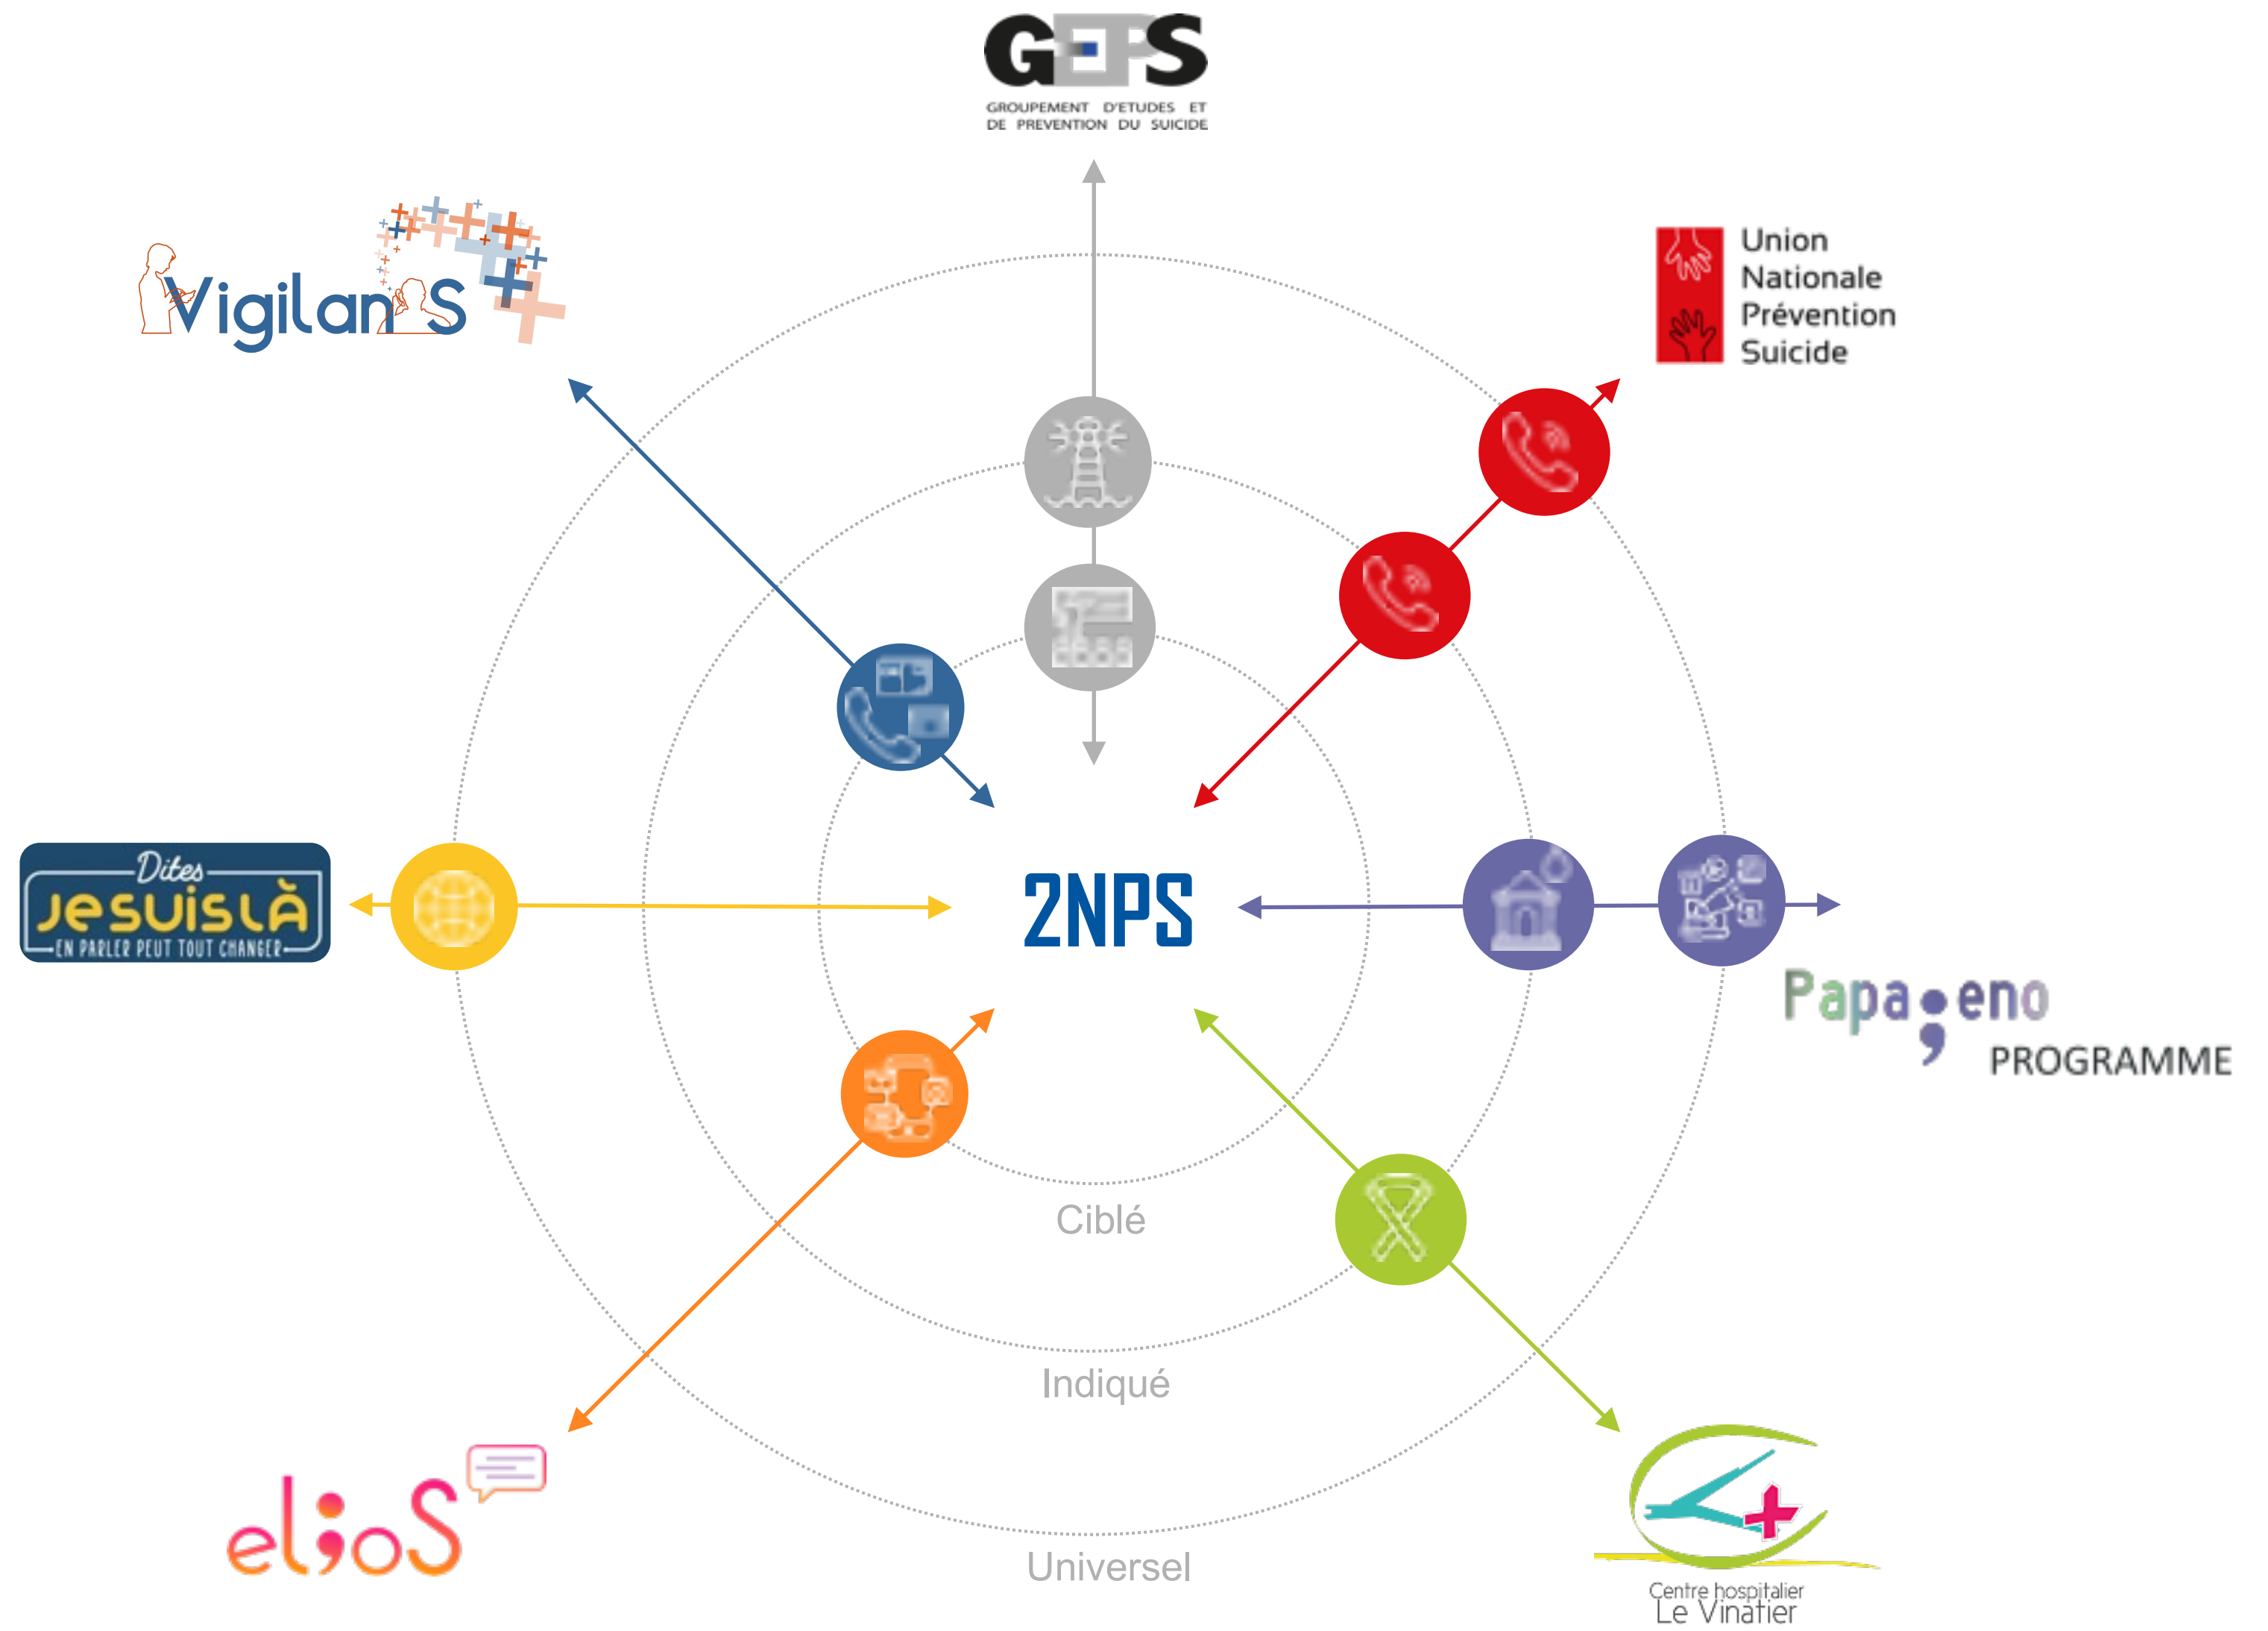 GEPS
GROUPEMENT D'ETUDES ET
DE PREVENTION DU SUICIDE
Union
Nationale
Prévention
Suicide
VigilanS
Dites
JESUISLÀ
EN PARLER PEUT TOUT CHANGER
2NPS
Papageno
PROGRAMME
Ciblé
Indiqué
Universel
elioS
Centre hospitalier
Le Vinatier